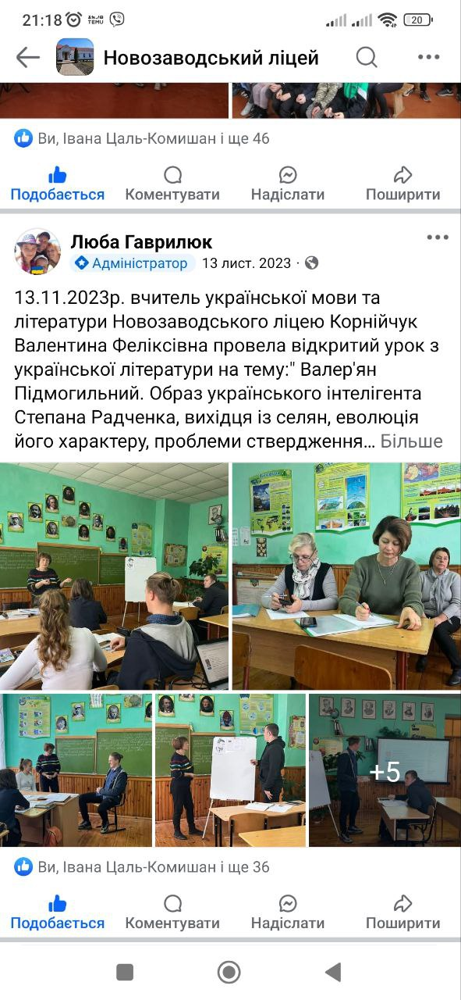 21:18
TEMU
20
Новозаводський ліцей
Ви, Івана Цаль-Комишан і ще 46
Подобається Коментувати Надіслати Поширити
Люба Гаврилюк
Адміністратор 13 лист. 2023 ·
13.11.2023р. вчитель української мови та
літератури Новозаводського ліцею Корнійчук
Валентина Феліксівна провела відкритий урок з
української літератури на тему:" Валер'ян
Підмогильний. Образ українського інтелігента
Степана Радченка, вихідця із селян, еволюція
його характеру, проблеми ствердження... Більше
+5
Ви, Івана Цаль-Комишан і ще 36
Подобається Коментувати Надіслати Поширити